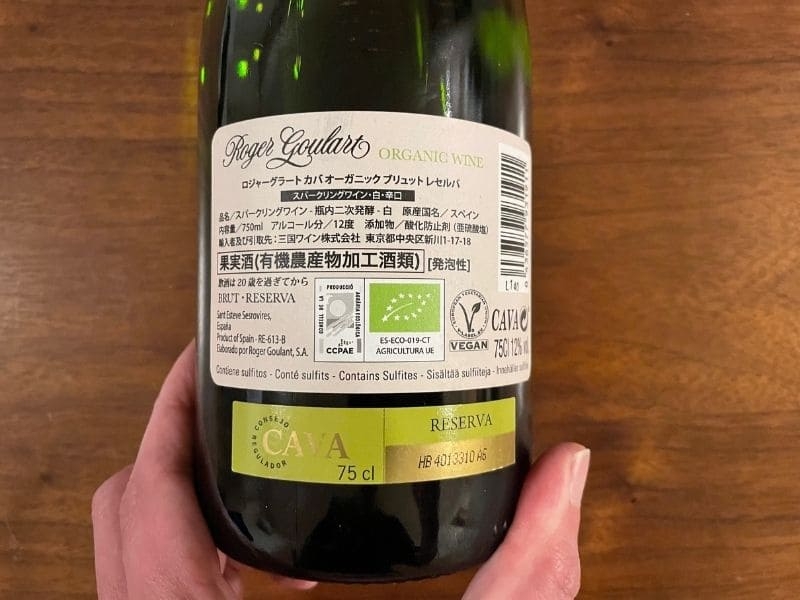 Roger Goulart ORGANIC WINE
ロジャーグラート カバ オーガニック ブリュット レセルバ
スパークリングワイン・白・辛口
品名／スパークリングワイン - 瓶内二次発酵 - 白 原産国名／スペイン
内容量／750ml アルコール分／12度 添加物／酸化防止剤（亜硫酸塩）
輸入者及び引取先：三国ワイン株式会社 東京都中央区新川1-17-18
果実酒(有機農産物加工酒類) [発泡性]
飲酒は20歳を過ぎてから
BRUT・RESERVA
Sant Esteve Sesrovires,
España
Product of Spain - RE-613-B
Elaborado por Roger Goulart, S.A.
PRODUCCIÓ
CCPAE
ES-ECO-019-CT
AGRICULTURA UE
EUROPEAN VEGETARIAN
VEGAN
CAVA
75Cl 12% vol.
Contiene sulfitos - Conté sulfits - Contains Sulfites - Sisältää sulfiitteja - Innehåller
CONSEJO REGULADOR
CAVA
75 cl
RESERVA
HB 4013310 A6